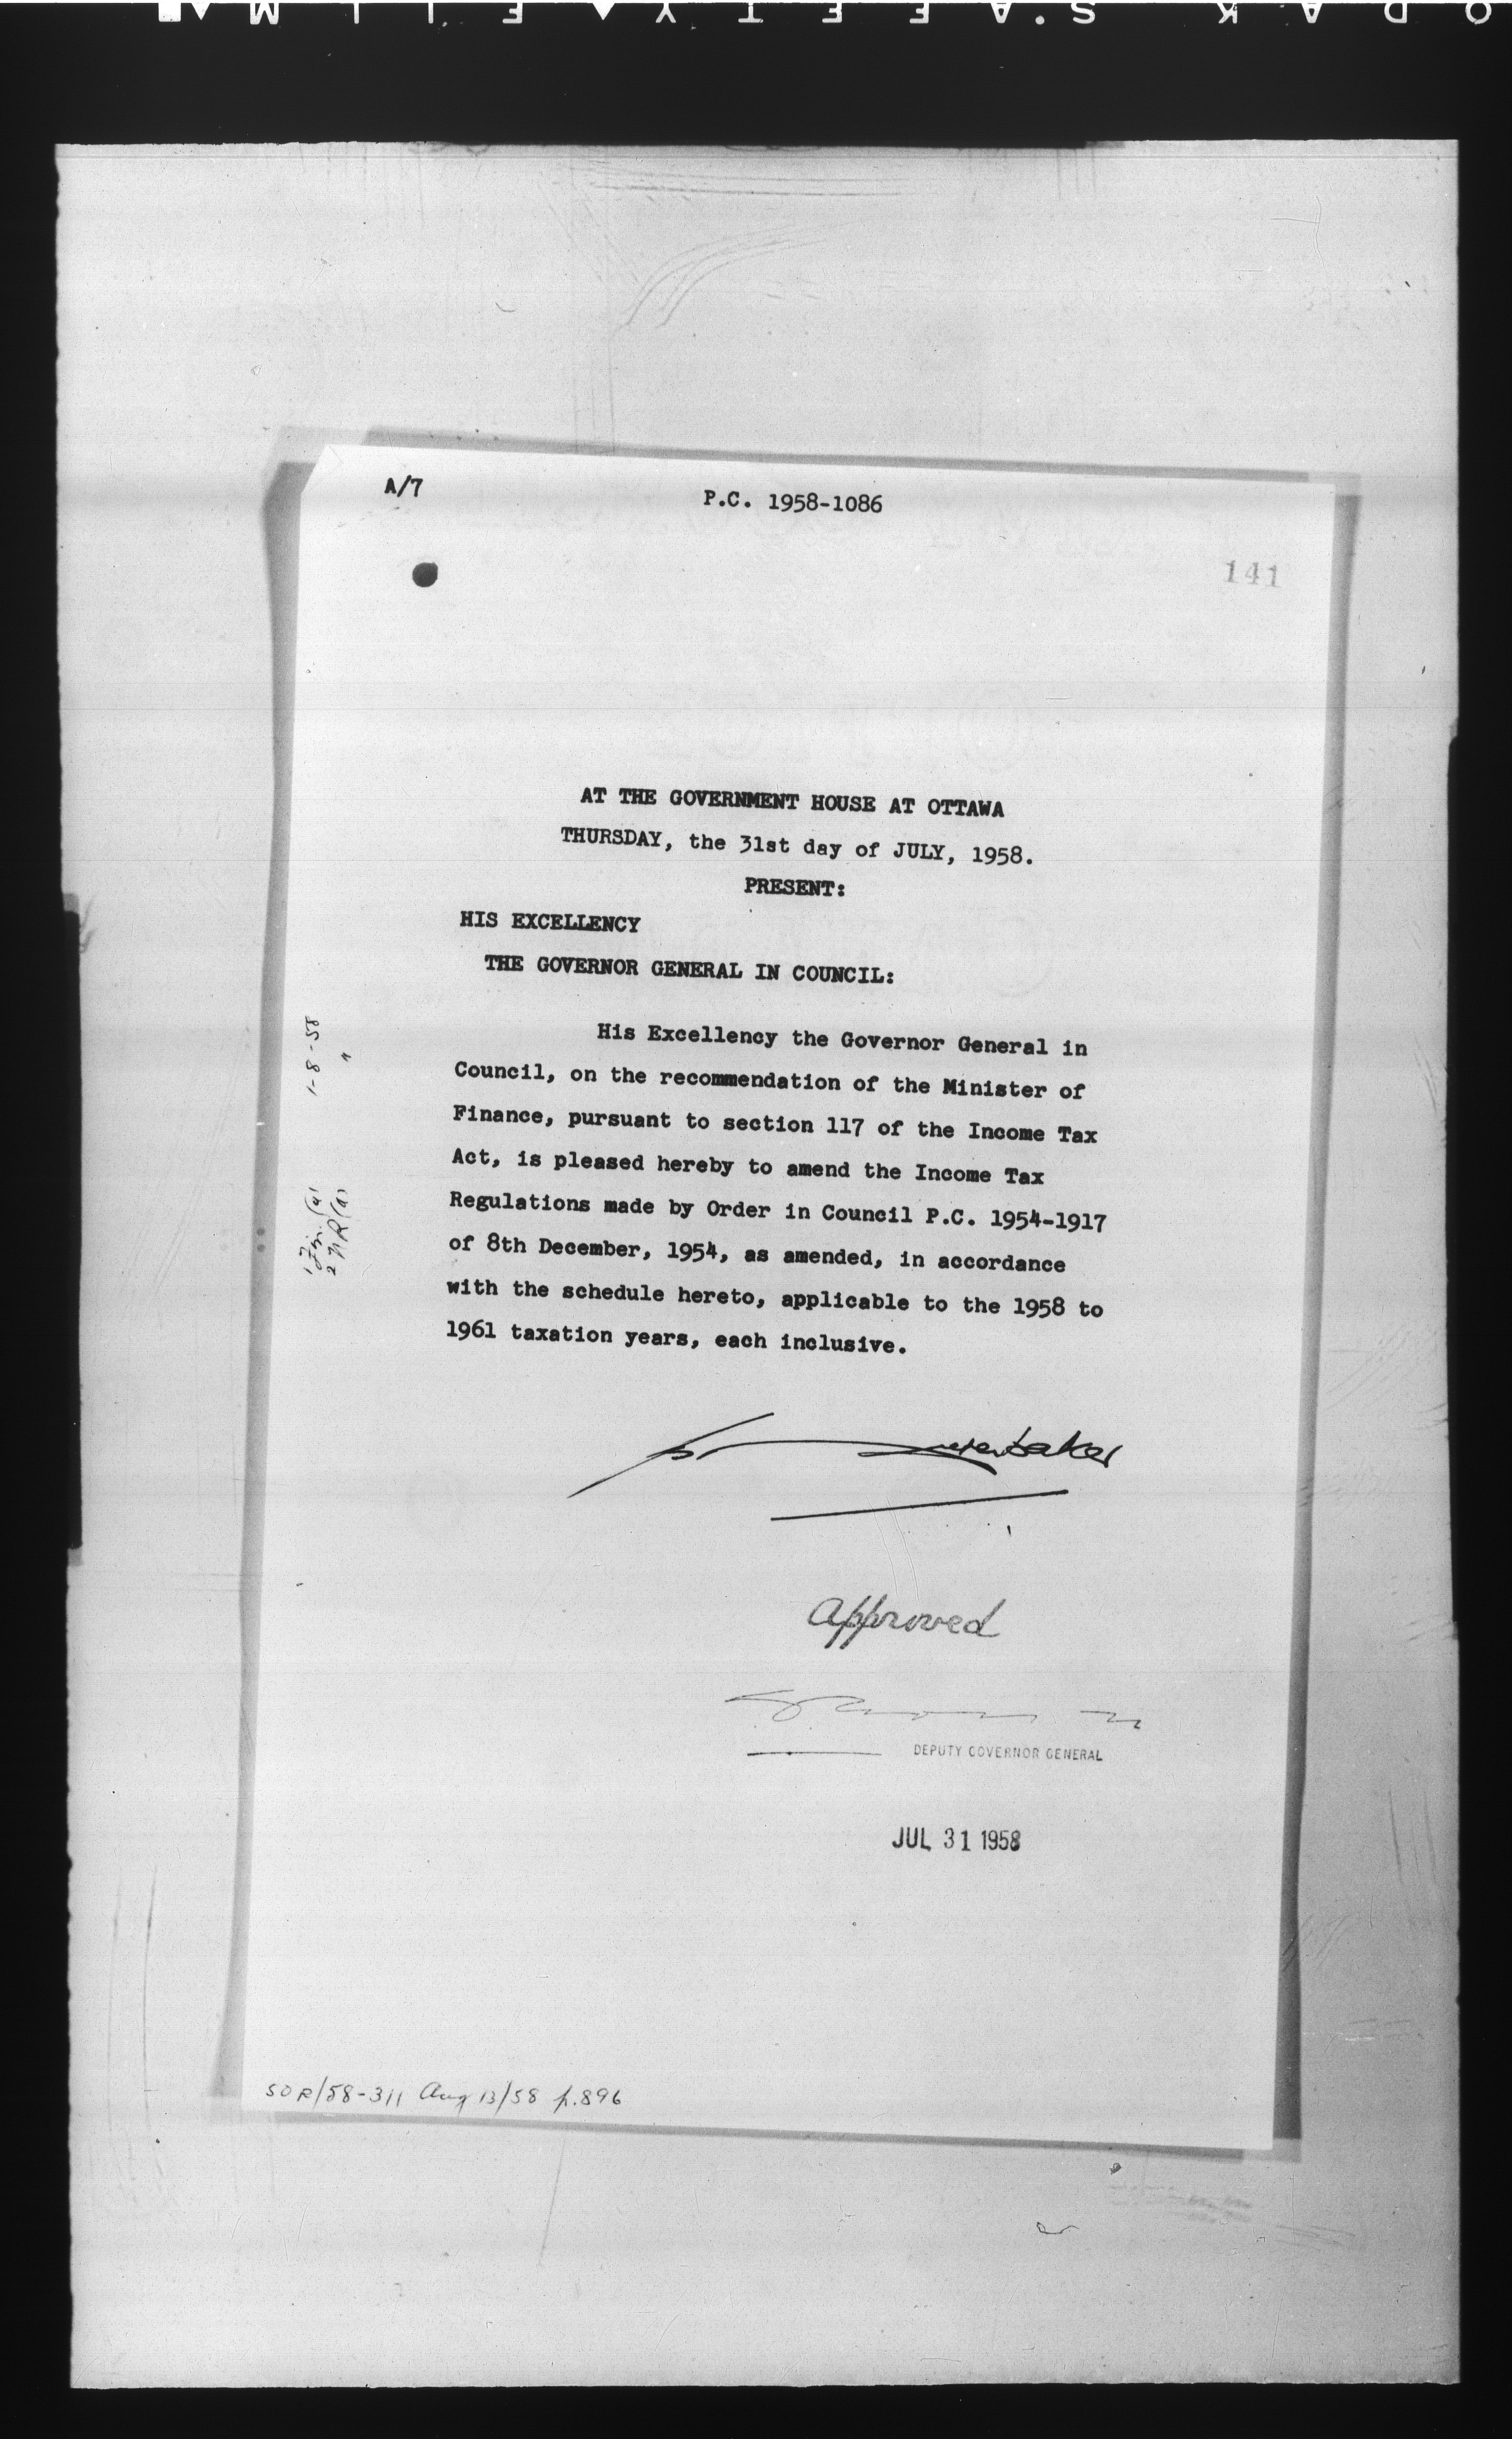 KODAK SAFETY FILM
A/7
P.C. 1958-1086
141
AT THE GOVERNMENT HOUSE AT OTTAWA
THURSDAY, the 31st day of JULY, 1958.
PRESENT:
HIS EXCELLENCY
THE GOVERNOR GENERAL IN COUNCIL:
His Excellency the Governor General in
Council, on the recommendation of the Minister of
Finance, pursuant to section 117 of the Income Tax
Act, is pleased hereby to amend the Income Tax
Regulations made by Order in Council P.C. 1954-1917
of 8th December, 1954, as amended, in accordance
with the schedule hereto, applicable to the 1958 to
1961 taxation years, each inclusive.
1-8-58
Approved
DEPUTY GOVERNOR GENERAL
JUL 31 1958
SOR/58-311 Aug 13/58 p.896